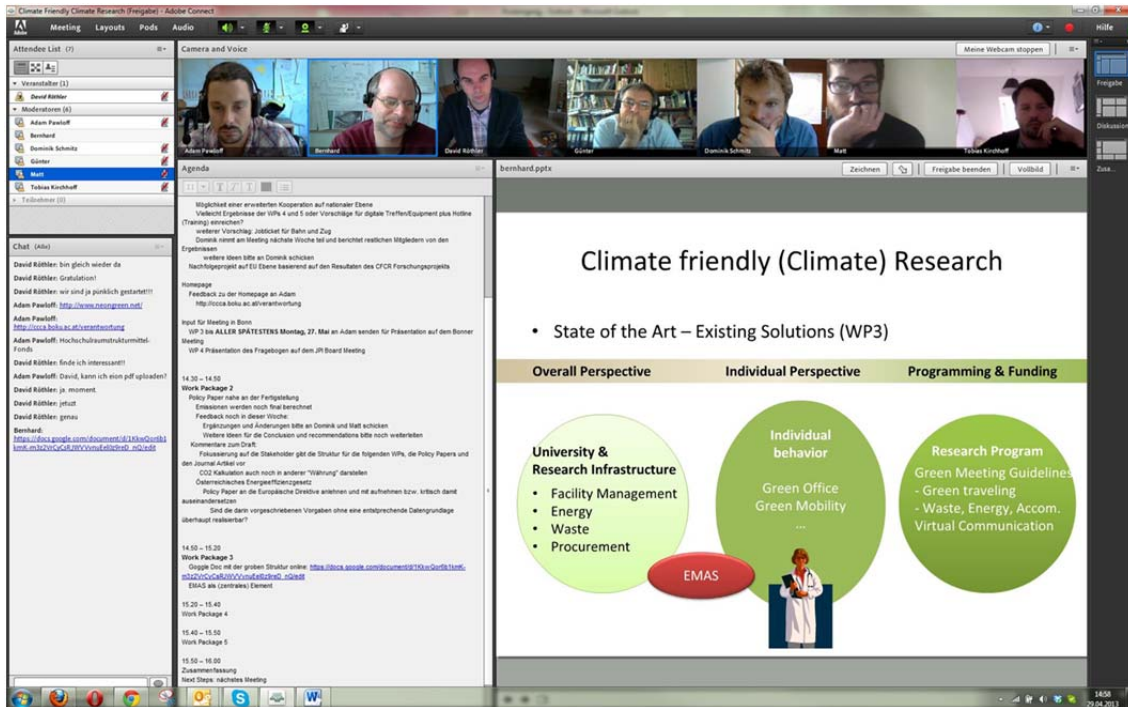 Climate Friendly Climate Research (Freigabe) - Adobe Connect
Adobe
Meeting Layouts Pods Audio
Hilfe
Attendee List (7)
Veranstalter (1)
David Röthler
Moderatoren (6)
Adam Pawloff
Bernhard
Dominik Schmitz
Günter
Matt
Tobias Kirchhoff
Teilnehmer (0)
Chat (Alle)
David Röthler: bin gleich wieder da
David Röthler: Gratulation!
David Röthler: wir sind ja pünklich gestartet!!!
Adam Pawloff: http://www.neongreen.net/
Adam Pawloff:
http://ccca.boku.ac.at/verantwortung
Adam Pawloff: Hochschulraumstrukturmittel-
Fonds
David Röthler: finde ich interessant!!
Adam Pawloff: David, kann ich eion pdf uploaden?
David Röthler: ja. moment.
David Röthler: jetuzt
David Röthler: genau
Bernhard:
Camera and Voice
Meine Webcam stoppen
Adam Pawloff
Bernhard
David Röthler
Günter
Dominik Schmitz
Matt
Tobias Kirchhoff
Agenda
Möglichkeit einer erweiterten Kooperation auf nationaler Ebene
Vielleicht Ergebnisse der WPs 4 und 5 oder Vorschläge für digitale Treffen/Equipment plus Hotline
(Training) einreichen?
weiterer Vorschlag: Jobticket für Bahn und Zug
Dominik nimmt am Meeting nächste Woche teil und berichtet restlichen Mitgliedern von den
Ergebnissen
weitere Ideen bitte an Dominik schicken
Nachfolgeprojekt auf EU Ebene basierend auf den Resultaten des CFCR Forschungsprojekts
Homepage
Feedback zu der Homepage an Adam
http://ccca.boku.ac.at/verantwortung
Input für Meeting in Bonn
WP 3 bis ALLER SPÄTESTENS Montag, 27. Mai an Adam senden für Präsentation auf dem Bonner
Meeting
WP 4 Präsentation des Fragebogen auf dem JPI Board Meeting
14.30 – 14.50
Work Package 2
Policy Paper nahe an der Fertigstellung
Emissionen werden noch final berechnet
Feedback noch in dieser Woche:
Ergänzungen und Änderungen bitte an Dominik und Matt schicken
Weitere Ideen für die Conclusion und recommendations bitte noch weiterleiten
Kommentare zum Draft:
Fokussierung auf die Stakeholder gibt die Struktur für die folgenden WPs, die Policy Papers und
den Journal Artikel vor
CO2 Kalkulation auch noch in anderer "Währung" darstellen
Österreichisches Energieeffizienzgesetz
Policy Paper an die Europäische Direktive anlehnen und mit aufnehmen bzw. kritisch damit
auseinandersetzen
Sind die darin vorgeschriebenen Vorgaben ohne eine entstprechende Datengrundlage
überhaupt realisierbar?
14.50 – 15.20
Work Package 3
Goggle Doc mit der groben Struktur online:
EMAS als (zentrales) Element
15.20 – 15.40
Work Package 4
15.40 – 15.50
Work Package 5
15.50 – 16.00
Zusammenfassung
Next Steps: nächstes Meeting
bernhard.pptx
Zeichnen
Freigabe beenden
Vollbild
Climate friendly (Climate) Research
• State of the Art – Existing Solutions (WP3)
Overall Perspective Individual Perspective Programming & Funding
University &
Research Infrastructure
• Facility Management
• Energy
• Waste
• Procurement
EMAS
Individual
behavior
Green Office
Green Mobility
...
Research Program
Green Meeting Guidelines
- Green traveling
- Waste, Energy, Accom.
Virtual Communication
Freigabe
Diskussion
Zusa...
14:58
29.04.2013